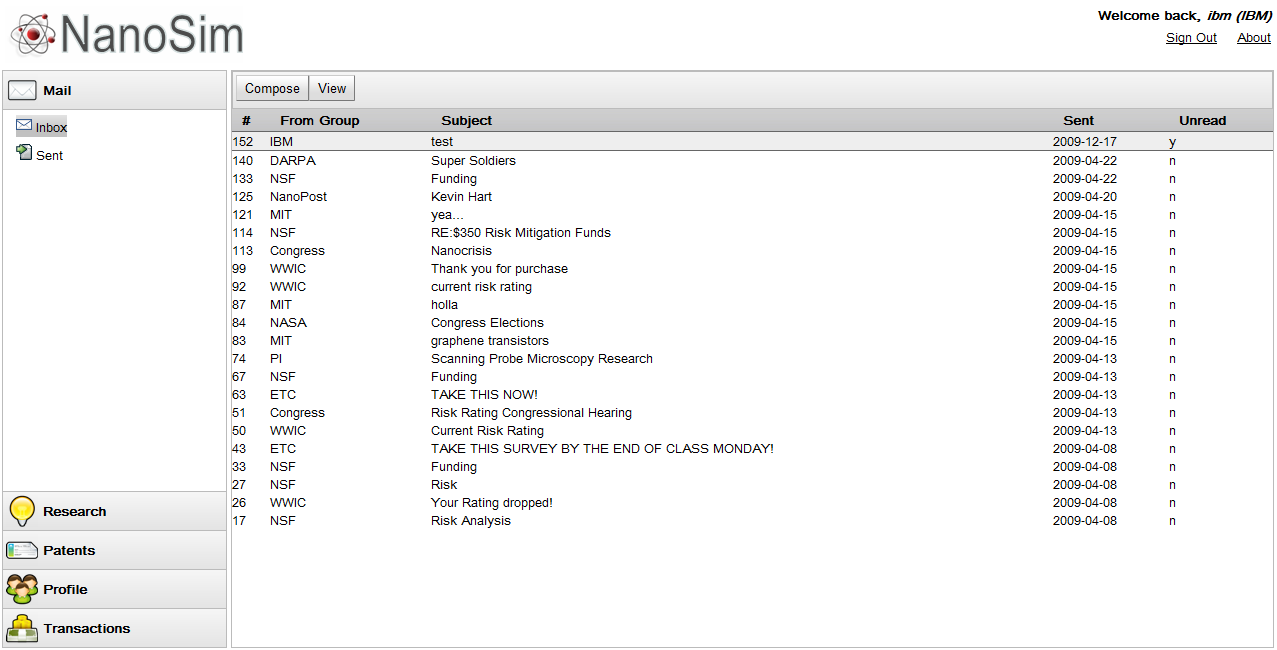 NanoSim
Welcome back, ibm (IBM)
Sign Out About
Mail
Inbox
Sent
Research
Patents
Profile
Transactions
Compose View
# From Group Subject Sent Unread
152 IBM test 2009-12-17 y
140 DARPA Super Soldiers 2009-04-22 n
133 NSF Funding 2009-04-22 n
125 NanoPost Kevin Hart 2009-04-20 n
121 MIT yea... 2009-04-15 n
114 NSF RE:$350 Risk Mitigation Funds 2009-04-15 n
113 Congress Nanocrisis 2009-04-15 n
99 WWIC Thank you for purchase 2009-04-15 n
92 WWIC current risk rating 2009-04-15 n
87 MIT holla 2009-04-15 n
84 NASA Congress Elections 2009-04-15 n
83 MIT graphene transistors 2009-04-15 n
74 PI Scanning Probe Microscopy Research 2009-04-13 n
67 NSF Funding 2009-04-13 n
63 ETC TAKE THIS NOW! 2009-04-13 n
51 Congress Risk Rating Congressional Hearing 2009-04-13 n
50 WWIC Current Risk Rating 2009-04-13 n
43 ETC TAKE THIS SURVEY BY THE END OF CLASS MONDAY! 2009-04-08 n
33 NSF Funding 2009-04-08 n
27 NSF Risk 2009-04-08 n
26 WWIC Your Rating dropped! 2009-04-08 n
17 NSF Risk Analysis 2009-04-08 n